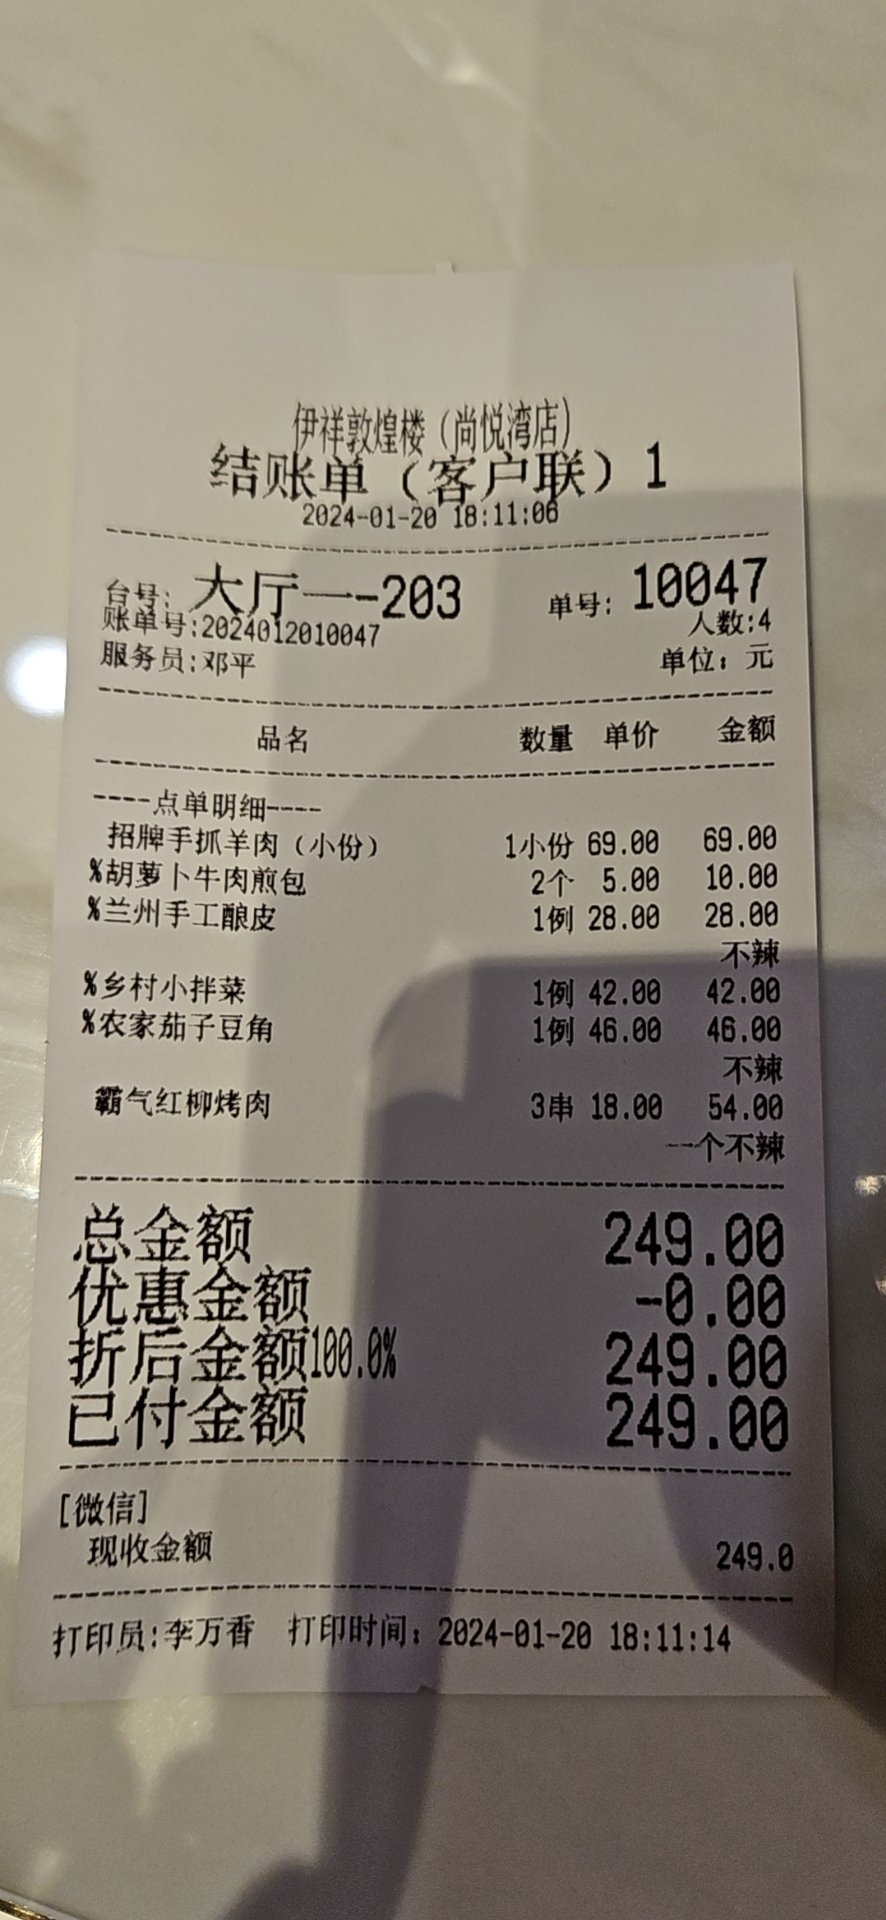 伊祥敦煌楼（尚悦湾店）
结账单（客户联）1
2024-01-20 18:11:06
台号: 大厅一-203 单号: 10047
账单号:2024012010047 人数:4
服务员:邓平 单位: 元
品名 数量 单价 金额
----点单明细----
招牌手抓羊肉（小份） 1小份 69.00 69.00
%胡萝卜牛肉煎包 2个 5.00 10.00
%兰州手工酿皮 1例 28.00 28.00
不辣
%乡村小拌菜 1例 42.00 42.00
%农家茄子豆角 1例 46.00 46.00
不辣
霸气红柳烤肉 3串 18.00 54.00
一个不辣
总金额 249.00
优惠金额 -0.00
折后金额100.0% 249.00
已付金额 249.00
[微信]
现收金额 249.0
打印员:李万香 打印时间: 2024-01-20 18:11:14